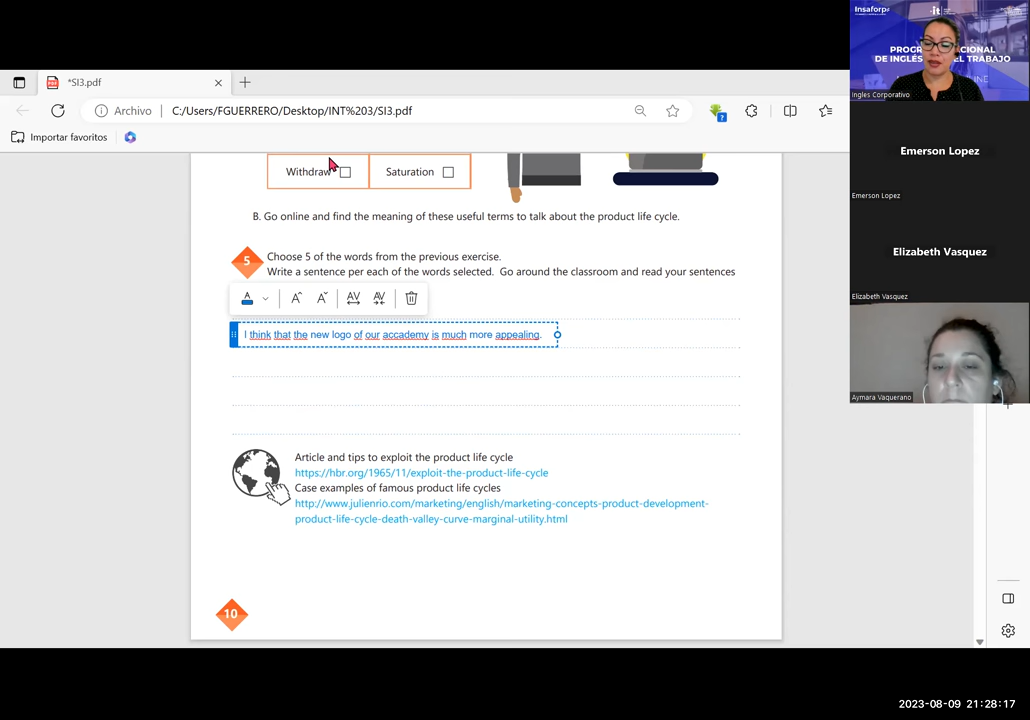 *SI3.pdf
Archivo
C:/Users/FGUERRERO/Desktop/INT%203/SI3.pdf
Importar favoritos
Withdraw
Saturation
B. Go online and find the meaning of these useful terms to talk about the product life cycle.
5
Choose 5 of the words from the previous exercise.
Write a sentence per each of the words selected. Go around the classroom and read your sentences
I think that the new logo of our accademy is much more appealing.
Article and tips to exploit the product life cycle
https://hbr.org/1965/11/exploit-the-product-life-cycle
Case examples of famous product life cycles
http://www.julienrio.com/marketing/english/marketing-concepts-product-development-
product-life-cycle-death-valley-curve-marginal-utility.html
10
Insaforp
it
Ingles Corporativo
Emerson Lopez
Emerson Lopez
Elizabeth Vasquez
Elizabeth Vasquez
Aymara Vaquerano
2023-08-09 21:28:17